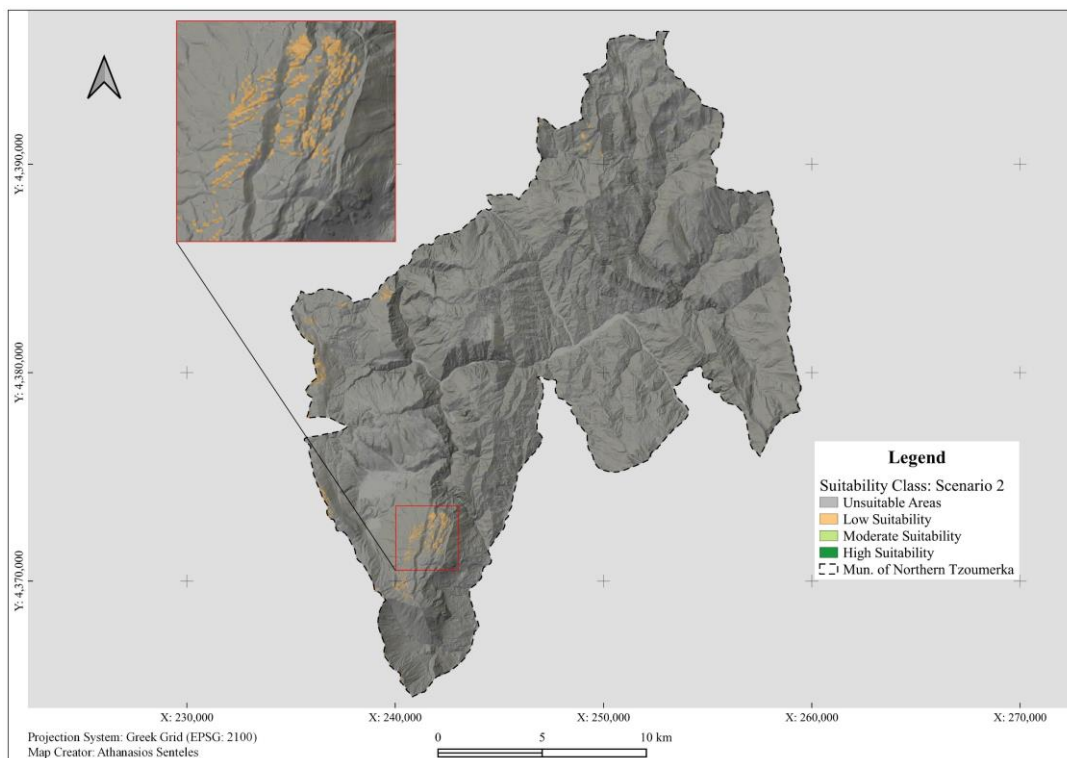 Y: 4,390,000
Y: 4,380,000
Y: 4,370,000
Legend
Suitability Class: Scenario 2
Unsuitable Areas
Low Suitability
Moderate Suitability
High Suitability
Mun. of Northern Tzoumerka
X: 230,000
X: 240,000
X: 250,000
X: 260,000
X: 270,000
Projection System: Greek Grid (EPSG: 2100)
Map Creator: Athanasios Senteles
0
5
10 km